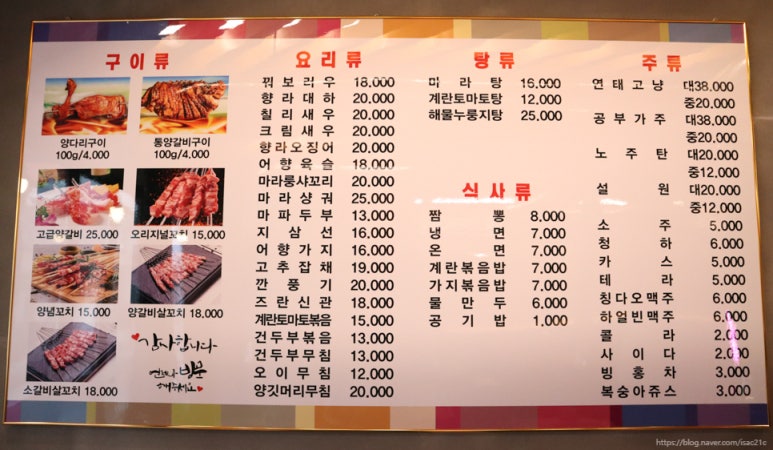 구이류
양다리구이
100g/4.000
통양갈비구이
100g/4.000
고급양갈비 25.000
오리지널꼬치 15.000
양념꼬치 15.000
양갈비살꼬치 18.000
소갈비살꼬치 18.000
감사합니다
언제나 방문
해주세요
요리류
꿔보러우 18.000
향라대하 20.000
칠리새우 20.000
크림새우 20.000
향라오징어 20.000
어향육슬 18.000
마라룽샤꼬리 20.000
마라샹궈 25.000
마파두부 13.000
지삼선 16.000
어향가지 16.000
고추잡채 19.000
깐풍기 20.000
즈란신관 18.000
계란토마토볶음 15.000
건두부볶음 13.000
건두부무침 13.000
오이무침 12.000
양깃머리무침 20.000
탕류
마라탕 16.000
계란토마토탕 12.000
해물누룽지탕 25.000
식사류
짬뽕 8.000
냉면 7.000
온면 7.000
계란볶음밥 7.000
가지볶음밥 7.000
물만두 6.000
공기밥 1.000
주류
연태고냥 대38.000
중20.000
공부가주 대38.000
중20.000
노주탄 대20.000
중12.000
설원 대20.000
중12.000
소주 5.000
청하 6.000
카스 5.000
테라 5.000
칭다오맥주 6.000
하얼빈맥주 6.000
콜라 2.000
사이다 2.000
빙홍차 3.000
복숭아쥬스 3.000
https://blog.naver.com/isac21c